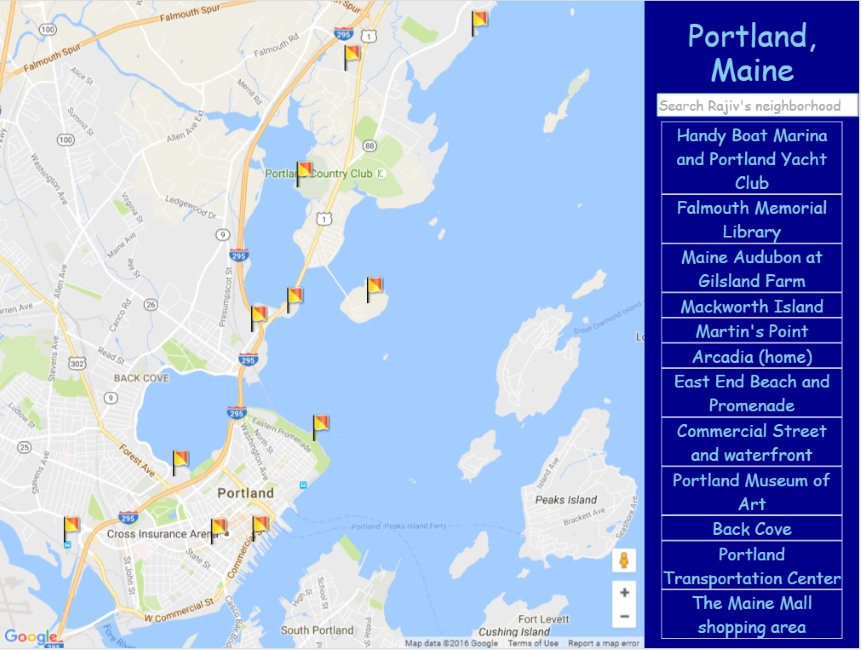 Falmouth Spur
100
295
1
Falmouth Spur
Falmouth Rd
Alice St
Merrill Rd
Summit St
Allen Ave Ext
100
88
Washington Ave
Portland Country Club
Ledgewood Dr
Virginia St
1
9
Maine Ave
295
Ray St
Allen Ave
Presumpscot St
26
Canco Rd
Great Diamond Island
Read St
Stevens Ave
302
295
BACK COVE
9
295
Ludlow St
Eastern Promenade
North St
Washington Ave
25
Forest Ave
Stevens Ave
Island Ave
Portland
Peaks Island
Seashore Ave
295
Brackett Ave
Cross Insurance Arena
Portland Peaks Island Ferry
State St
Commercial
St John St
High St
School St
W Commercial St
Fort Levett
Cushing Island
South Portland
Fore River
295
Google
Map data ©2016 Google
Terms of Use
Report a map error
+
−
Portland,
Maine
Search Rajiv's neighborhood
Handy Boat Marina
and Portland Yacht
Club
Falmouth Memorial
Library
Maine Audubon at
Gilsland Farm
Mackworth Island
Martin's Point
Arcadia (home)
East End Beach and
Promenade
Commercial Street
and waterfront
Portland Museum of
Art
Back Cove
Portland
Transportation Center
The Maine Mall
shopping area